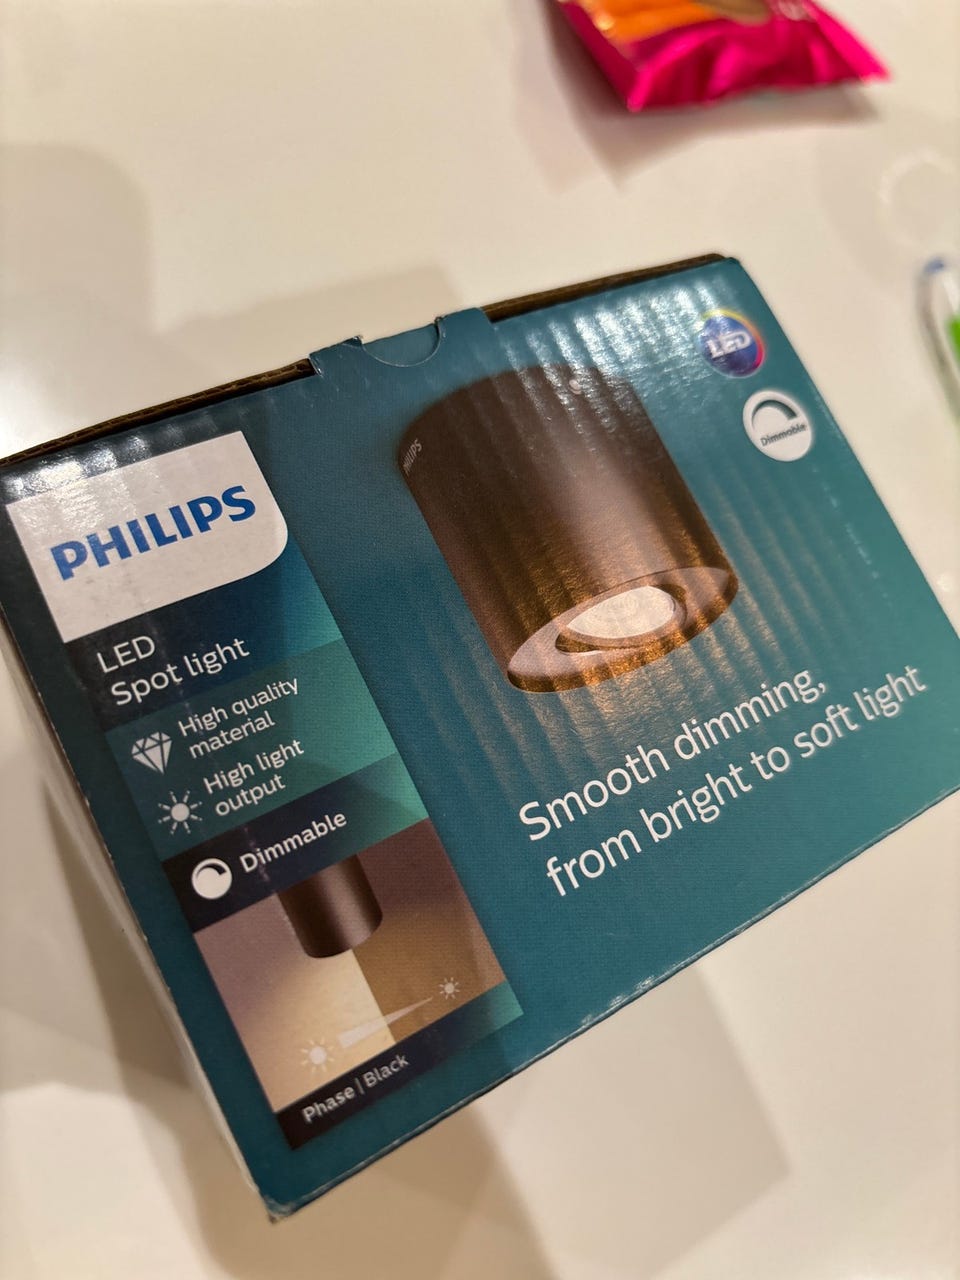 PHILIPS
LED
Spot light
High quality
material
High light
output
Dimmable
Phase | Black
PHILIPS
LED
Dimmable
Smooth dimming,
from bright to soft light